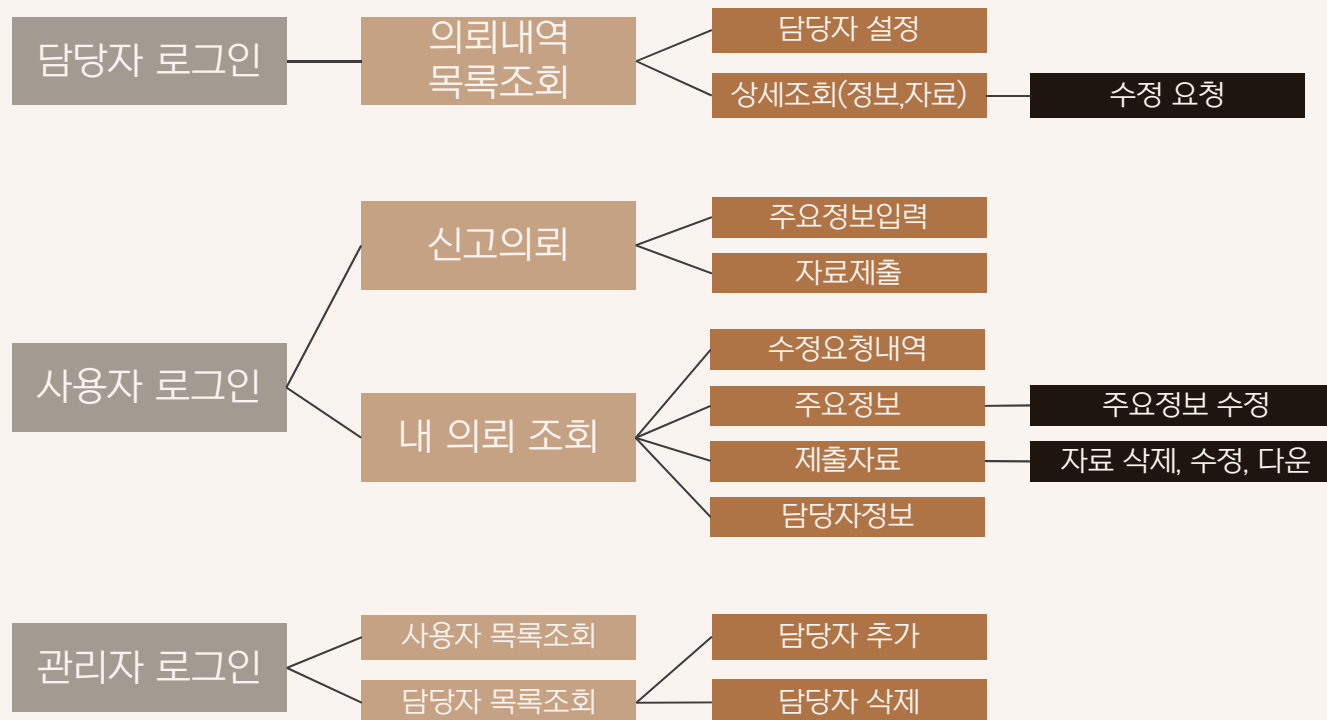 담당자 로그인
의뢰내역
목록조회
담당자 설정
상세조회(정보,자료)
수정 요청
사용자 로그인
신고의뢰
주요정보입력
자료제출
내 의뢰 조회
수정요청내역
주요정보
주요정보 수정
제출자료
자료 삭제, 수정, 다운
담당자정보
관리자 로그인
사용자 목록조회
담당자 목록조회
담당자 추가
담당자 삭제